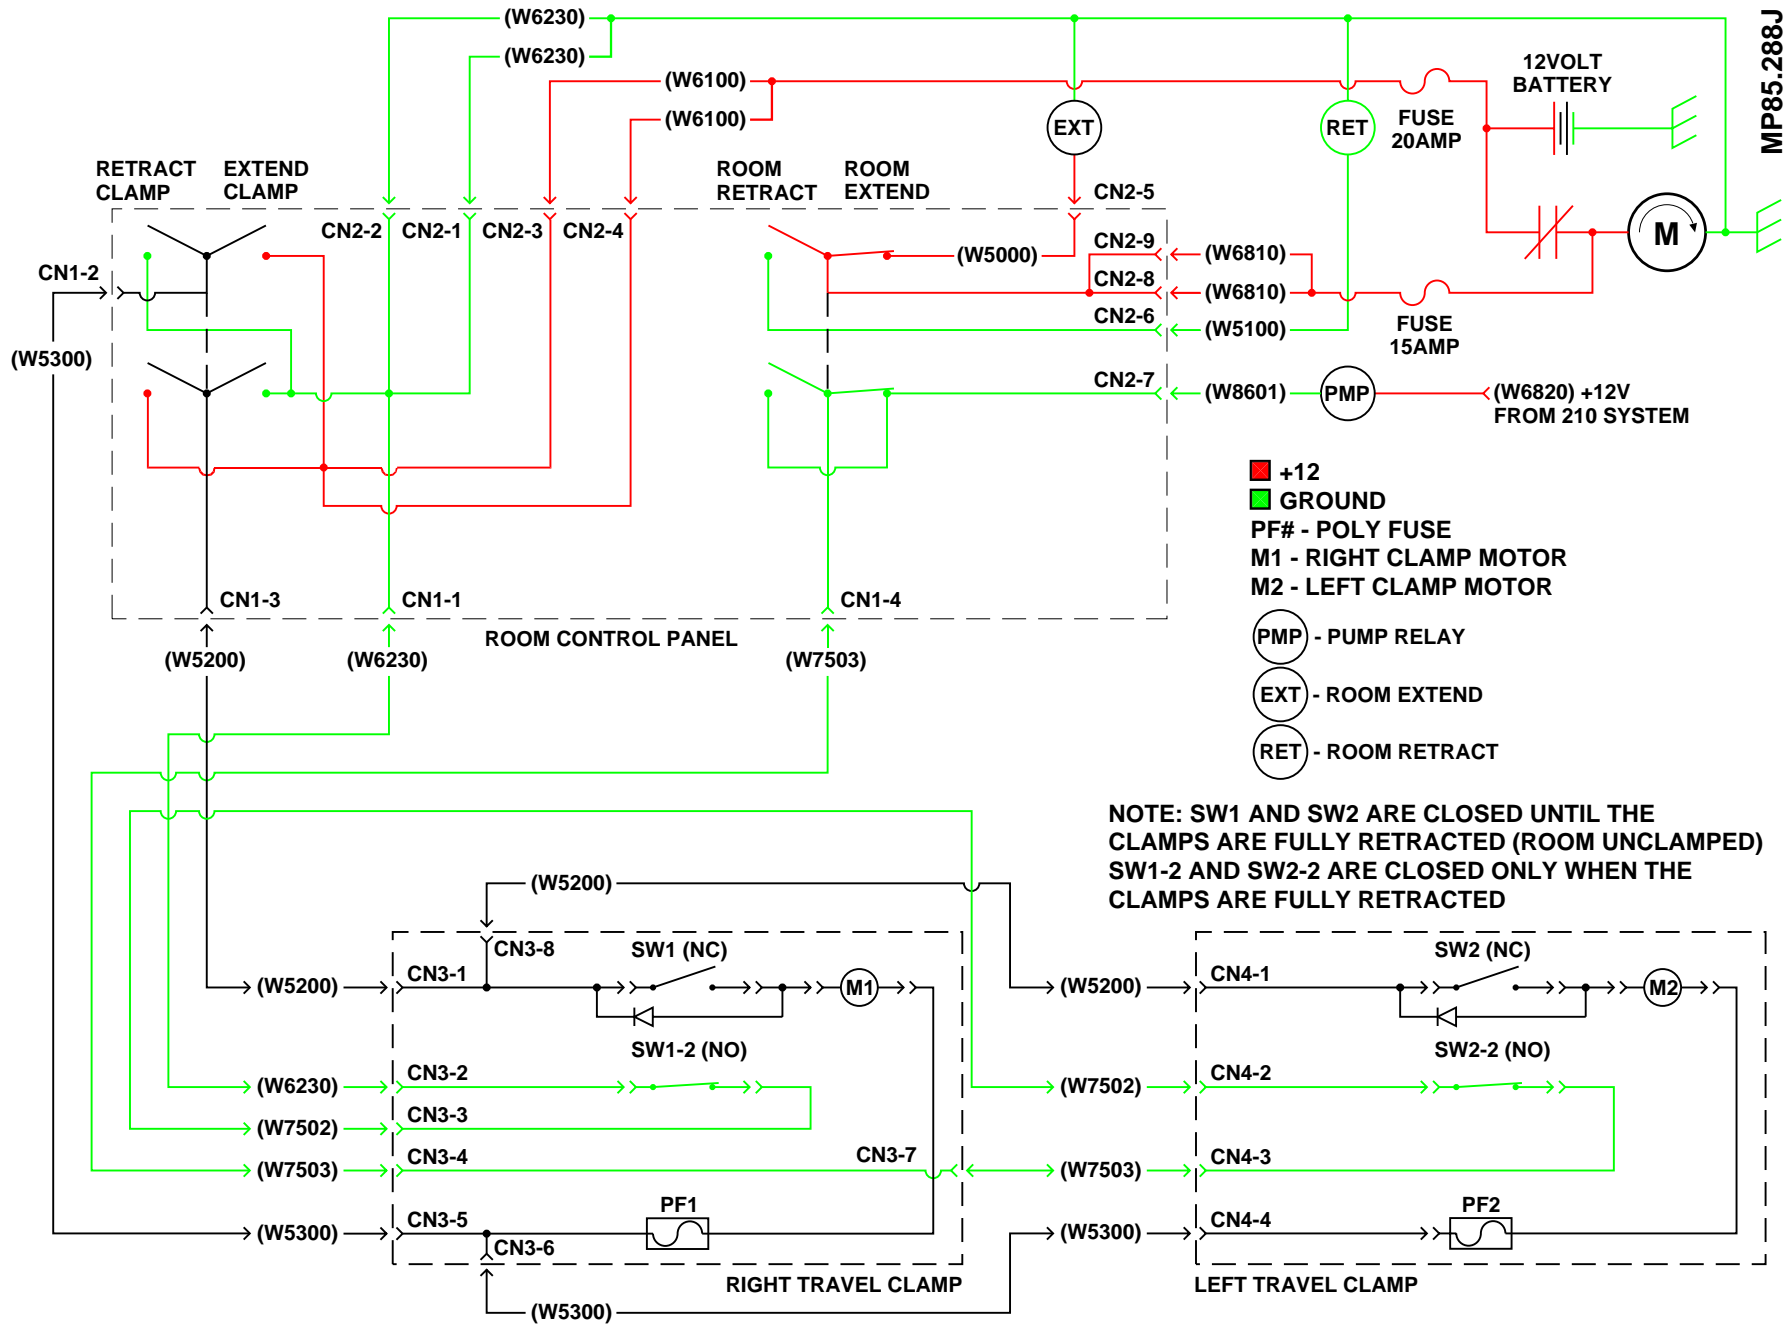 (W6230)
(W6230)
(W6100)
(W6100)
12VOLT
BATTERY
MP85.288J
EXT
RET
FUSE
20AMP
RETRACT
CLAMP
EXTEND
CLAMP
ROOM
RETRACT
ROOM
EXTEND
CN2-5
CN2-2
CN2-1
CN2-3
CN2-4
M
CN1-2
(W5000)
CN2-9
(W6810)
CN2-8
(W6810)
CN2-6
(W5100)
FUSE
15AMP
(W5300)
CN2-7
(W8601)
PMP
(W6820) +12V
FROM 210 SYSTEM
+12
GROUND
PF# - POLY FUSE
M1 - RIGHT CLAMP MOTOR
M2 - LEFT CLAMP MOTOR
CN1-3
CN1-1
CN1-4
ROOM CONTROL PANEL
PMP - PUMP RELAY
(W5200)
(W6230)
(W7503)
EXT - ROOM EXTEND
RET - ROOM RETRACT
NOTE: SW1 AND SW2 ARE CLOSED UNTIL THE
CLAMPS ARE FULLY RETRACTED (ROOM UNCLAMPED)
SW1-2 AND SW2-2 ARE CLOSED ONLY WHEN THE
CLAMPS ARE FULLY RETRACTED
(W5200)
CN3-8
SW1 (NC)
SW2 (NC)
(W5200)
CN3-1
M1
(W5200)
CN4-1
M2
SW1-2 (NO)
SW2-2 (NO)
(W6230)
CN3-2
(W7502)
CN4-2
(W7502)
CN3-3
(W7503)
CN3-4
CN3-7
(W7503)
CN4-3
PF1
PF2
(W5300)
CN3-5
(W5300)
CN4-4
CN3-6
RIGHT TRAVEL CLAMP
LEFT TRAVEL CLAMP
(W5300)